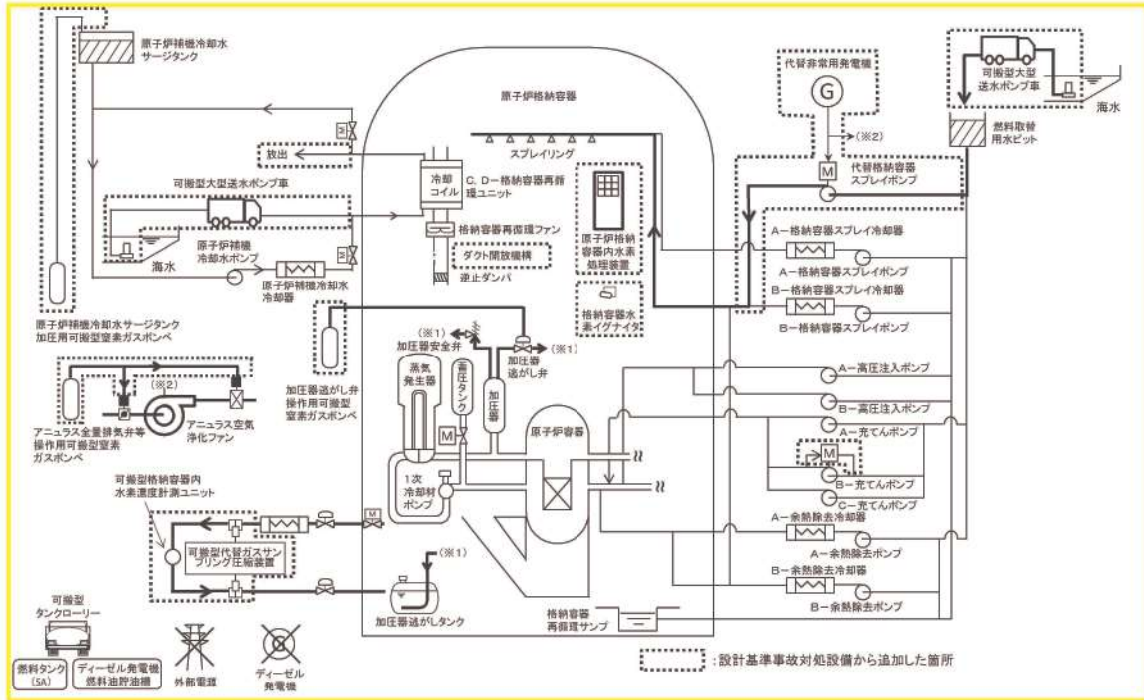 原子炉補機冷却水
サージタンク
放出
可搬型大型送水ポンプ車
海水
原子炉補機
冷却水ポンプ
原子炉補機冷却水
冷却器
原子炉補機冷却水サージタンク
加圧用可搬型窒素ガスボンベ
(※2)
アニュラス空気
浄化ファン
アニュラス全量排気弁等
操作用可搬型窒素
ガスボンベ
可搬型格納容器内
水素濃度計測ユニット
可搬型代替ガスサン
プリング圧縮装置
可搬型
タンクローリー
燃料タンク
(SA)
ディーゼル発電機
燃料油貯油槽
外部電源
ディーゼル
発電機
原子炉格納容器
スプレイリング
冷却
コイル
C, D-格納容器再循
環ユニット
格納容器再循環ファン
ダクト開放機構
逆止ダンパ
原子炉格納
容器内水素
処理装置
格納容器水
素イグナイタ
(※1)
加圧器安全弁
(※1)
加圧器
逃がし弁
加圧器逃がし弁
操作用可搬型
窒素ガスボンベ
蒸気
発生器
蓄圧タンク
加圧器
原子炉容器
1次
冷却材
ポンプ
M
M
M
M
(※1)
加圧器逃がしタンク
格納容器
再循環サンプ
代替非常用発電機
G
(※2)
M
代替格納容器
スプレイポンプ
可搬型大型
送水ポンプ車
海水
燃料取替
用水ピット
A-格納容器スプレイ冷却器
A-格納容器スプレイポンプ
B-格納容器スプレイ冷却器
B-格納容器スプレイポンプ
A-高圧注入ポンプ
B-高圧注入ポンプ
A-充てんポンプ
M
B-充てんポンプ
C-充てんポンプ
A-余熱除去冷却器
A-余熱除去ポンプ
B-余熱除去冷却器
B-余熱除去ポンプ
:設計基準事故対処設備から追加した箇所